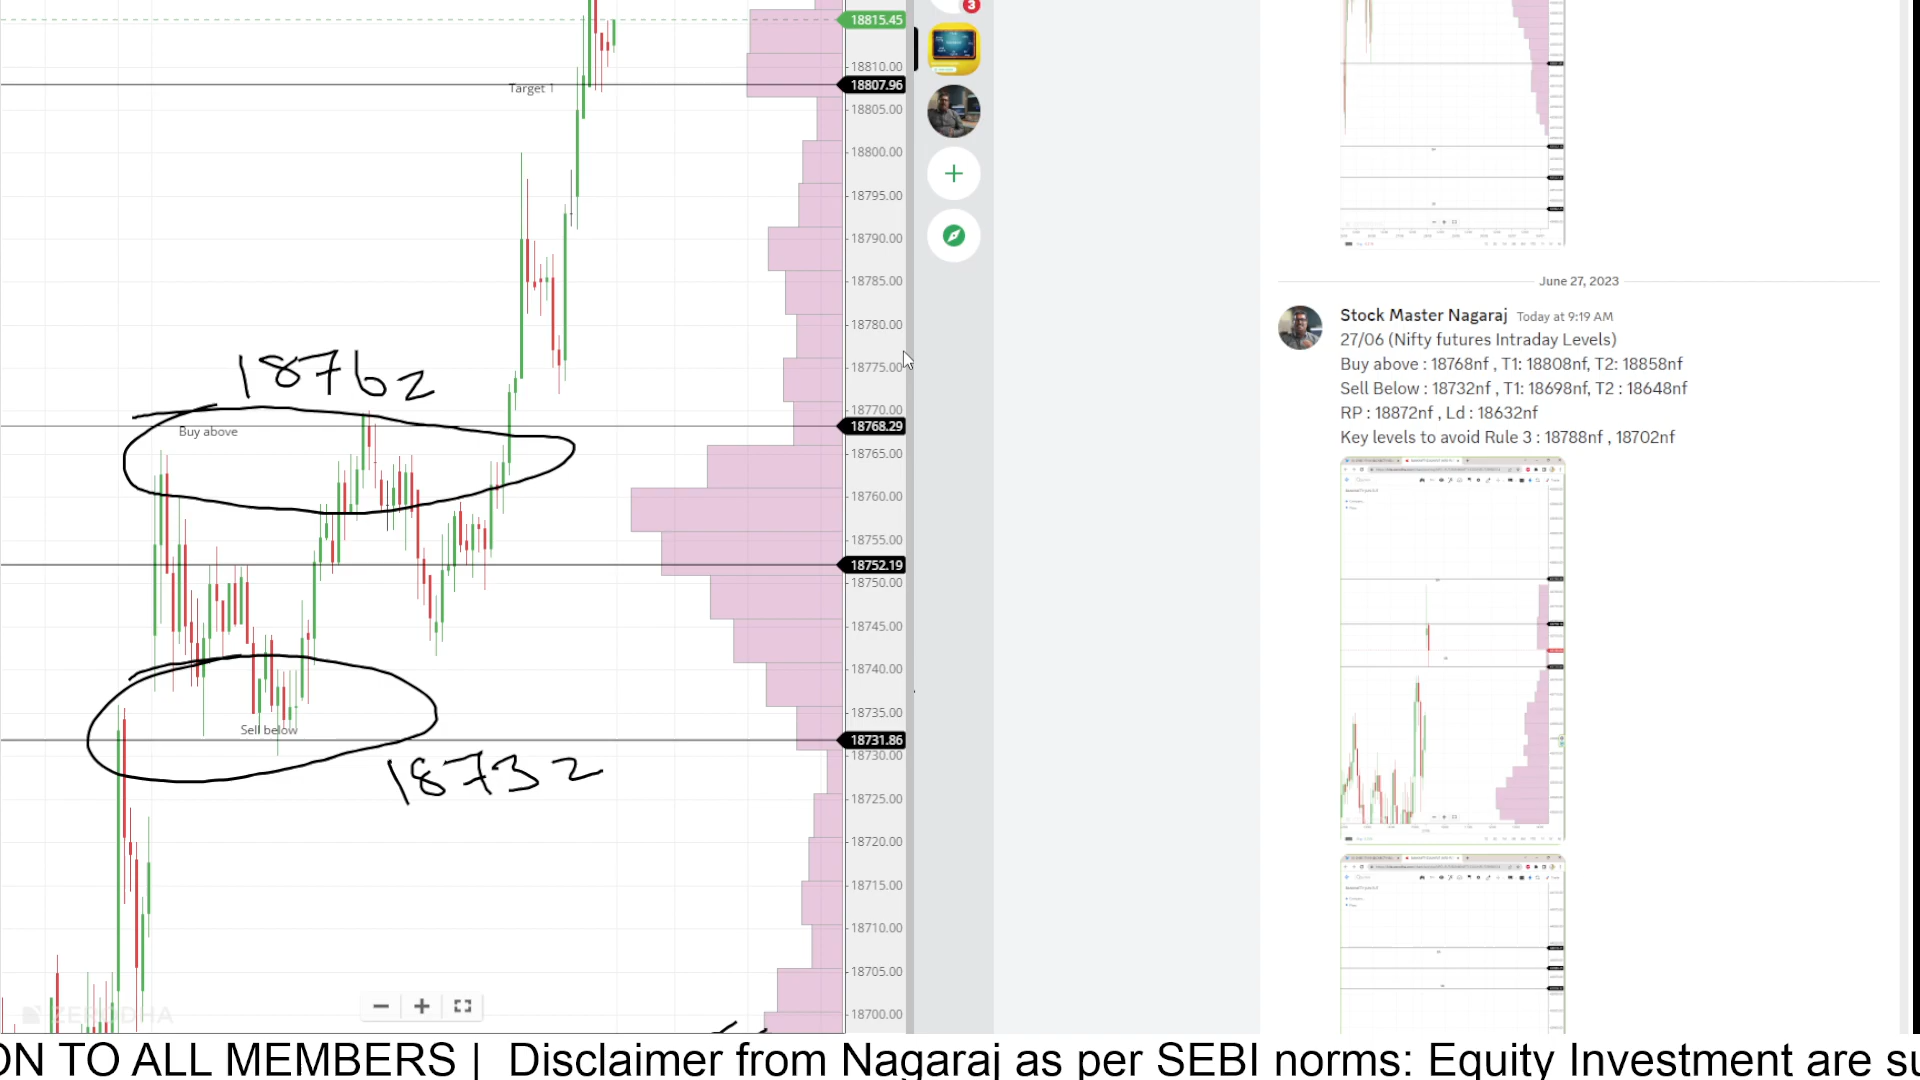 18815.45
18810.00
Target 1
18807.96
18805.00
18800.00
18795.00
18790.00
18785.00
18780.00
18775.00
18762
18770.00
Buy above
18768.29
18765.00
18760.00
18755.00
18752.19
18750.00
18745.00
18740.00
18735.00
Sell below
18731.86
18730.00
18732
18725.00
18720.00
18715.00
18710.00
18705.00
18700.00
ZERODHA
3
June 27, 2023
Stock Master Nagaraj Today at 9:19 AM
27/06 (Nifty futures Intraday Levels)
Buy above : 18768nf , T1: 18808nf, T2: 18858nf
Sell Below : 18732nf , T1: 18698nf, T2 : 18648nf
RP : 18872nf , Ld : 18632nf
Key levels to avoid Rule 3 : 18788nf , 18702nf
ON TO ALL MEMBERS | Disclaimer from Nagaraj as per SEBI norms: Equity Investment are su